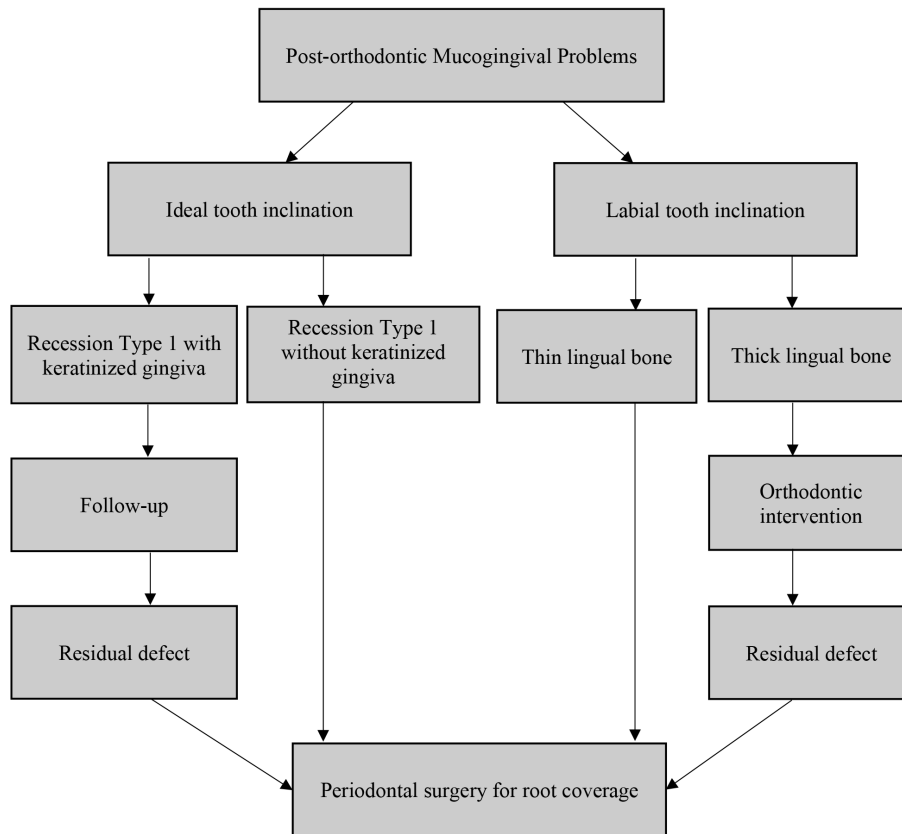 Post-orthodontic Mucogingival Problems
Ideal tooth inclination
Labial tooth inclination
Recession Type 1 with
keratinized gingiva
Recession Type 1
without keratinized
gingiva
Thin lingual bone
Thick lingual bone
Follow-up
Orthodontic
intervention
Residual defect
Residual defect
Periodontal surgery for root coverage